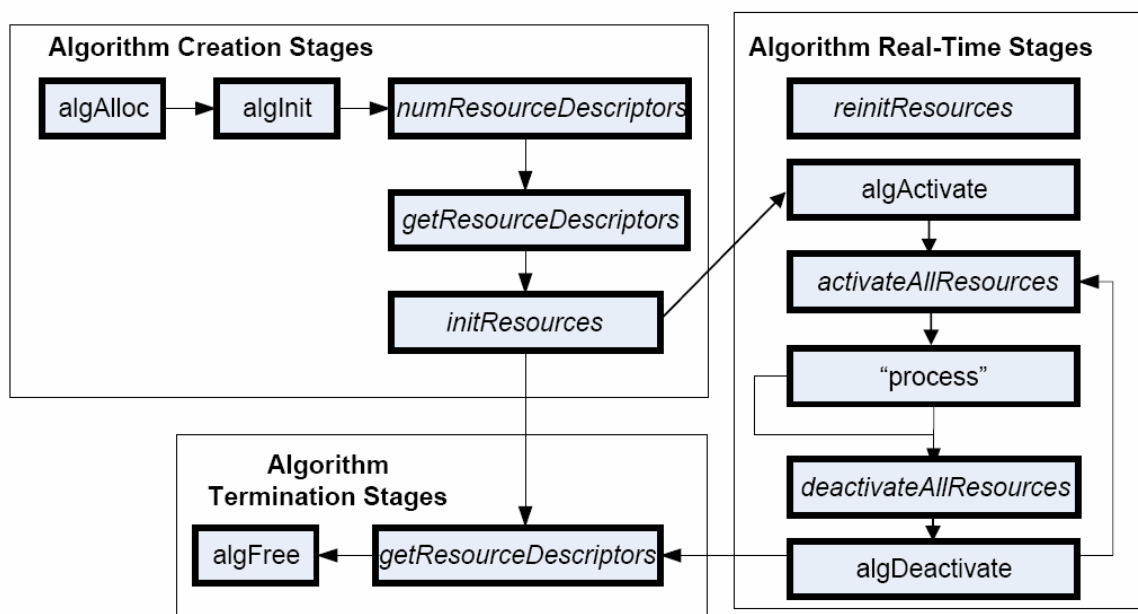 Algorithm Creation Stages
algAlloc
algInit
numResourceDescriptors
getResourceDescriptors
initResources
Algorithm Real-Time Stages
reinitResources
algActivate
activateAllResources
“process”
deactivateAllResources
algDeactivate
Algorithm
Termination Stages
algFree
getResourceDescriptors